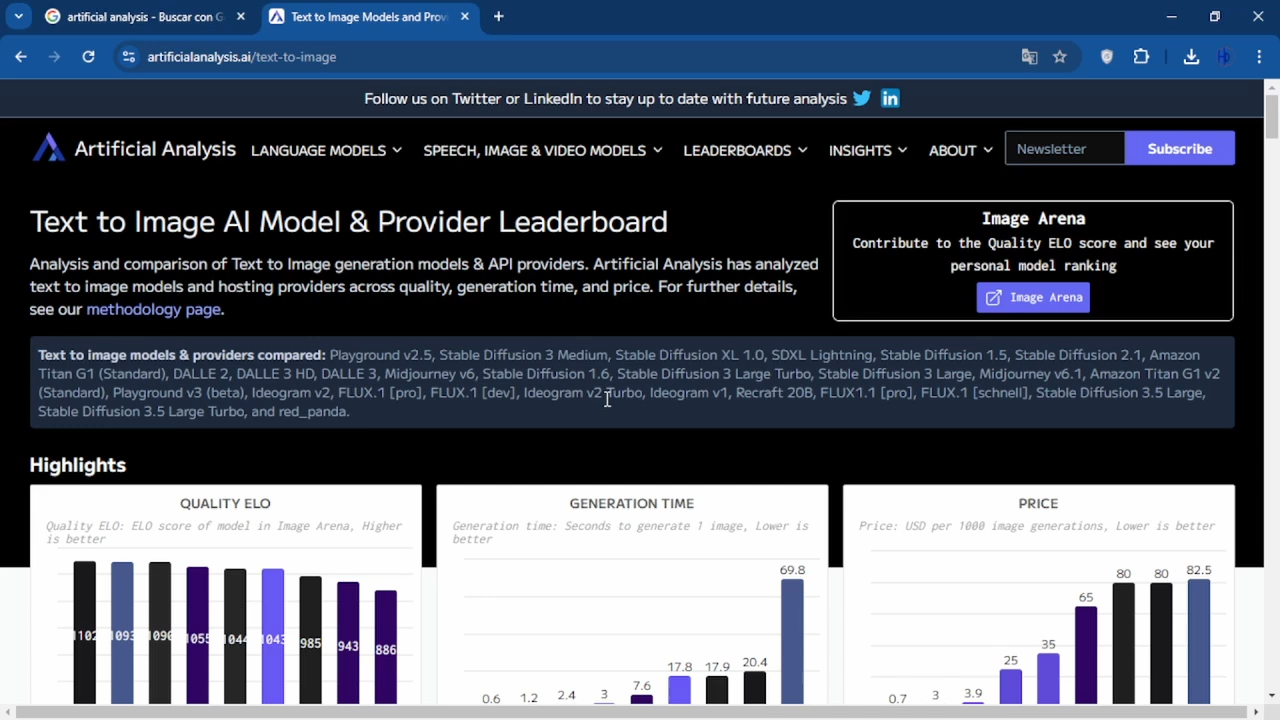 artificial analysis - Buscar con G
Text to Image Models and Prov
artificialanalysis.ai/text-to-image
Follow us on Twitter or LinkedIn to stay up to date with future analysis
Artificial Analysis
LANGUAGE MODELS
SPEECH, IMAGE & VIDEO MODELS
LEADERBOARDS
INSIGHTS
ABOUT
Newsletter
Subscribe
Text to Image AI Model & Provider Leaderboard
Analysis and comparison of Text to Image generation models & API providers. Artificial Analysis has analyzed
text to image models and hosting providers across quality, generation time, and price. For further details,
see our methodology page.
Image Arena
Contribute to the Quality ELO score and see your
personal model ranking
Image Arena
Text to image models & providers compared: Playground v2.5, Stable Diffusion 3 Medium, Stable Diffusion XL 1.0, SDXL Lightning, Stable Diffusion 1.5, Stable Diffusion 2.1, Amazon
Titan G1 (Standard), DALLE 2, DALLE 3 HD, DALLE 3, Midjourney v6, Stable Diffusion 1.6, Stable Diffusion 3 Large Turbo, Stable Diffusion 3 Large, Midjourney v6.1, Amazon Titan G1 v2
(Standard), Playground v3 (beta), Ideogram v2, FLUX.1 [pro], FLUX.1 [dev], Ideogram v2 Turbo, Ideogram v1, Recraft 20B, FLUX1.1 [pro], FLUX.1 [schnell], Stable Diffusion 3.5 Large,
Stable Diffusion 3.5 Large Turbo, and red_panda.
Highlights
QUALITY ELO
Quality ELO: ELO score of model in Image Arena, Higher
is better
1102 1093 1090 1055 1044 1043 985 943 886
GENERATION TIME
Generation time: Seconds to generate 1 image, Lower is
better
0.6 1.2 2.4 3 7.6 17.8 17.9 20.4 69.8
PRICE
Price: USD per 1000 image generations, Lower is better
0.7 3 3.9 25 35 65 80 80 82.5